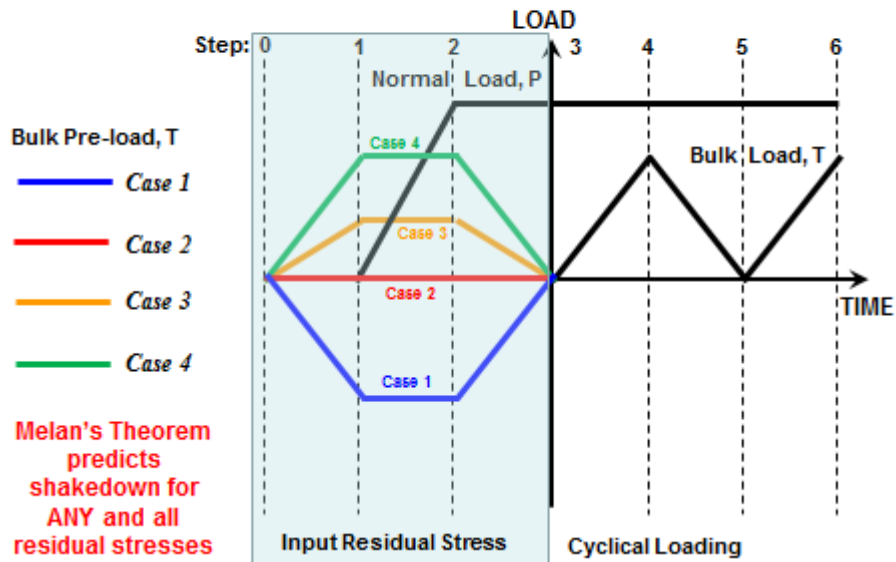 LOAD
Step: 0 1 2 3 4 5 6
Normal Load, P
Bulk Pre-load, T
Case 1
Case 2
Case 3
Case 4
Case 4
Case 3
Case 2
Case 1
Bulk Load, T
TIME
Melan's Theorem
predicts
shakedown for
ANY and all
residual stresses
Input Residual Stress
Cyclical Loading